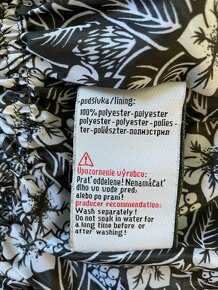 podšívka/lining:
100% polyester-polyester
polyester-polyester-polies-
ter-poliészter-полиэстрил
Upozornenie výrobcu:
Prať oddelene! Nenamáčať
dlho vo vode pred/
alebo po praní!
producer recommendation:
Wash separately!
Do not soak in water for
a long time before or
after washing